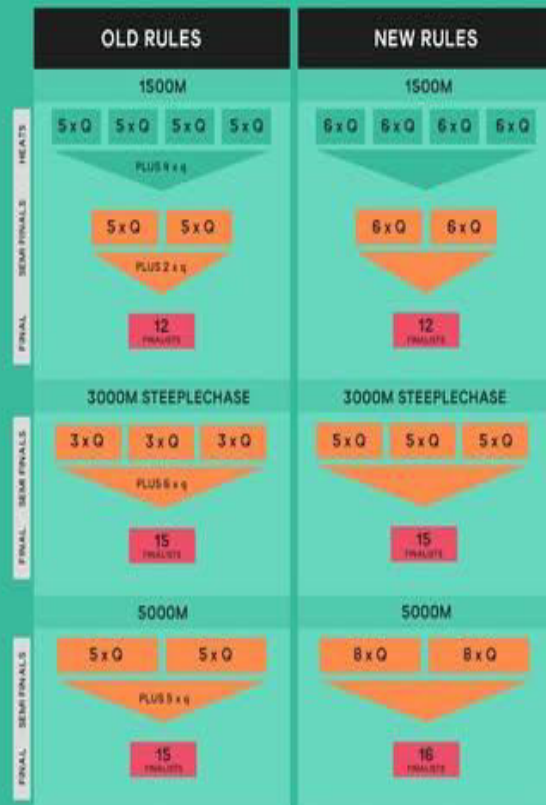 OLD RULES
NEW RULES
1500M
1500M
HEATS
5 x Q 5 x Q 5 x Q 5 x Q
6 x Q 6 x Q 6 x Q 6 x Q
PLUS 4 x q
SEMI FINALS
5 x Q 5 x Q
6 x Q 6 x Q
PLUS 2 x q
FINAL
12
FINALISTS
12
FINALISTS
3000M STEEPLECHASE
3000M STEEPLECHASE
SEMI FINALS
3 x Q 3 x Q 3 x Q
5 x Q 5 x Q 5 x Q
PLUS 6 x q
FINAL
15
FINALISTS
15
FINALISTS
5000M
5000M
SEMI FINALS
5 x Q 5 x Q
8 x Q 8 x Q
PLUS 5 x q
FINAL
15
FINALISTS
16
FINALISTS